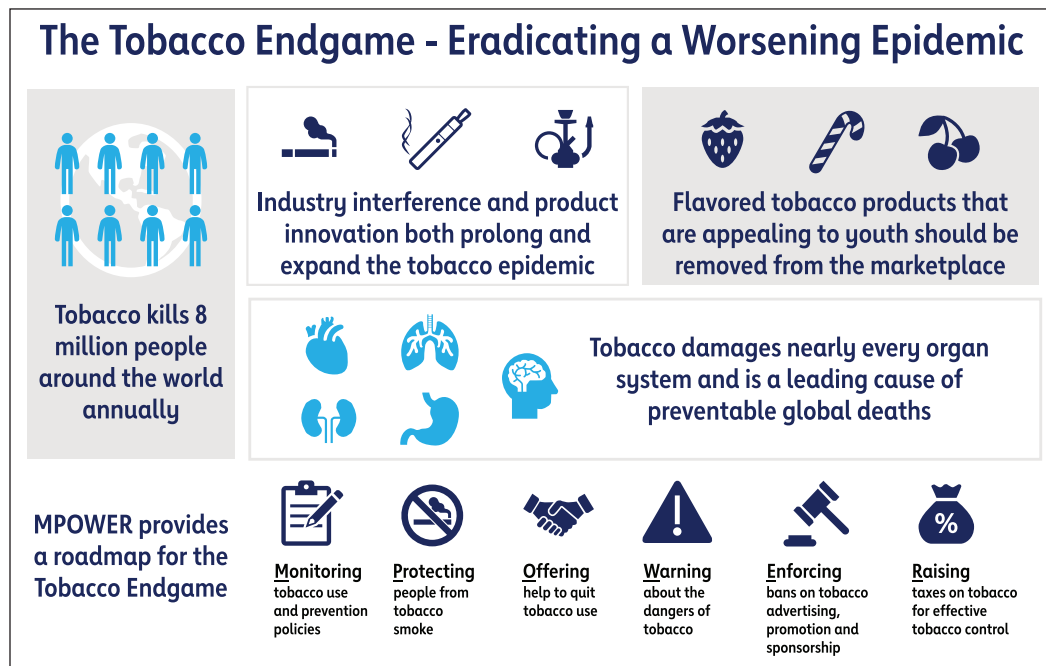 The Tobacco Endgame - Eradicating a Worsening Epidemic
Tobacco kills 8
million people
around the world
annually
Industry interference and product
innovation both prolong and
expand the tobacco epidemic
Flavored tobacco products that
are appealing to youth should be
removed from the marketplace
Tobacco damages nearly every organ
system and is a leading cause of
preventable global deaths
MPOWER provides
a roadmap for the
Tobacco Endgame
Monitoring
tobacco use
and prevention
policies
Protecting
people from
tobacco
smoke
Offering
help to quit
tobacco use
Warning
about the
dangers of
tobacco
Enforcing
bans on tobacco
advertising,
promotion and
sponsorship
%
Raising
taxes on tobacco
for effective
tobacco control